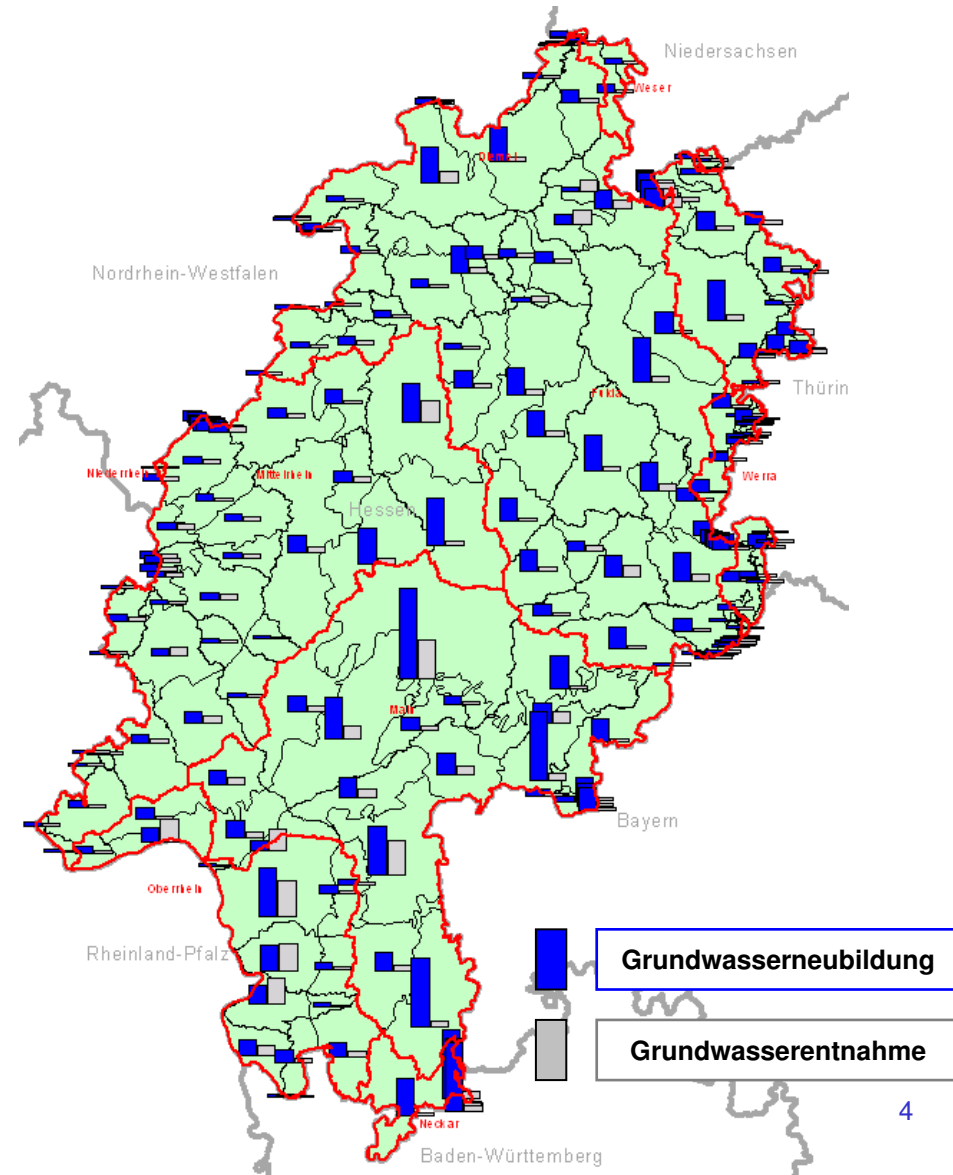 Niedersachsen
Weser
Diemel
Nordrhein-Westfalen
Thürin
Fulda
Niederrhein
Mittelrhein
Werra
Hessen
Main
Bayern
Oberrhein
Rheinland-Pfalz
Grundwasserneubildung
Grundwasserentnahme
4
Neckar
Baden-Württemberg